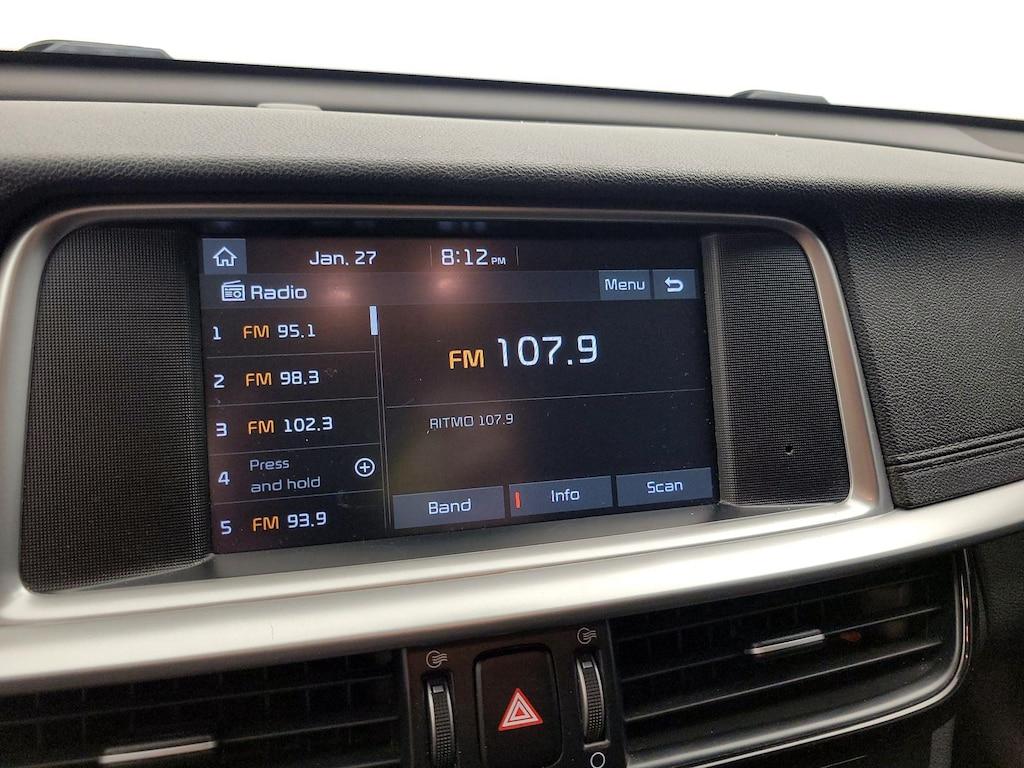 Jan. 27 8:12 PM
Radio Menu
1 FM 95.1
2 FM 98.3
3 FM 102.3
4 Press
and hold
5 FM 93.9
FM 107.9
RITMO 107.9
Band Info Scan